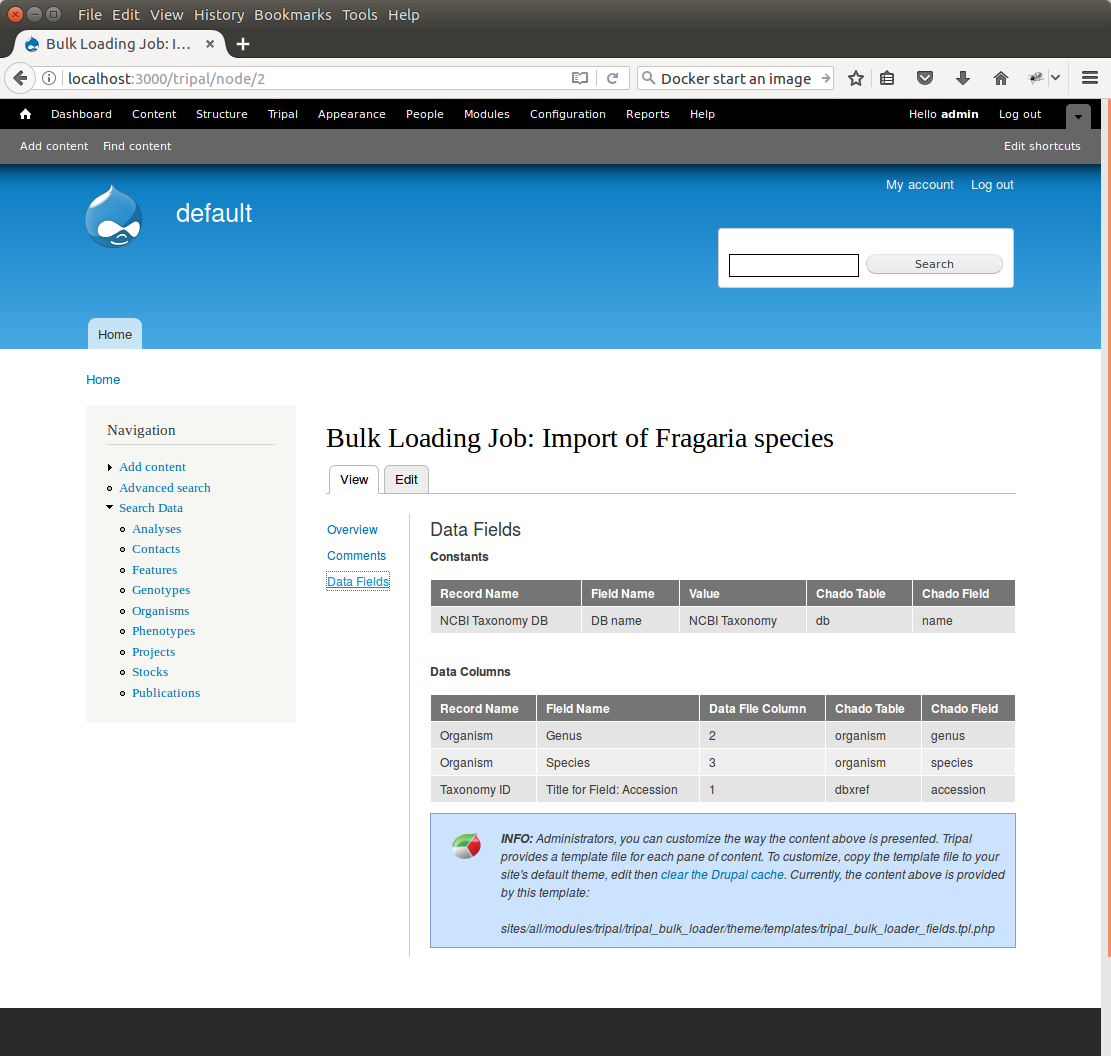 File Edit View History Bookmarks Tools Help
Bulk Loading Job: I...
localhost:3000/tripal/node/2
Docker start an image
Dashboard Content Structure Tripal Appearance People Modules Configuration Reports Help Hello admin Log out
Add content Find content Edit shortcuts
My account Log out
default
Search
Home
Home
Navigation
Add content
Advanced search
Search Data
Analyses
Contacts
Features
Genotypes
Organisms
Phenotypes
Projects
Stocks
Publications
Bulk Loading Job: Import of Fragaria species
View Edit
Overview
Comments
Data Fields
Data Fields
Constants
Record Name Field Name Value Chado Table Chado Field
NCBI Taxonomy DB DB name NCBI Taxonomy db name
Data Columns
Record Name Field Name Data File Column Chado Table Chado Field
Organism Genus 2 organism genus
Organism Species 3 organism species
Taxonomy ID Title for Field: Accession 1 dbxref accession
INFO: Administrators, you can customize the way the content above is presented. Tripal
provides a template file for each pane of content. To customize, copy the template file to your
site's default theme, edit then clear the Drupal cache. Currently, the content above is provided
by this template:
sites/all/modules/tripal/tripal_bulk_loader/theme/templates/tripal_bulk_loader_fields.tpl.php